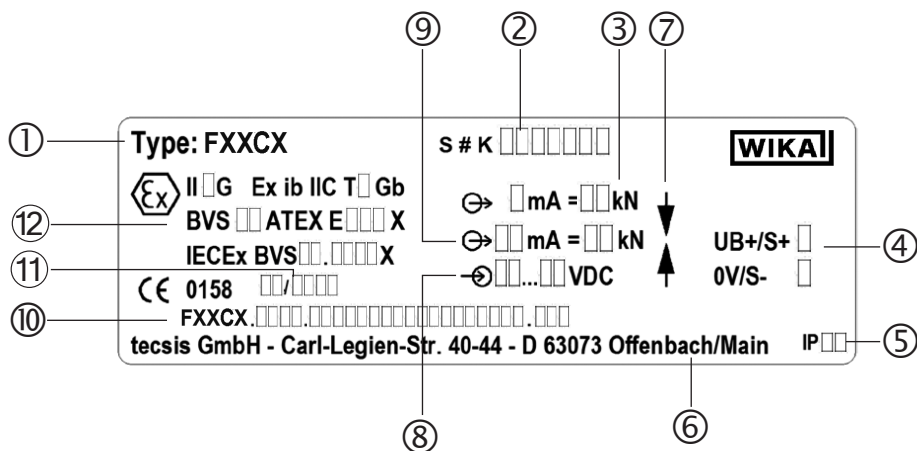 ⑨ ② ③ ⑦
① Type: FXXCX S # K □□□□□□□ WIKA
Ex II □G Ex ib IIC T□ Gb □ mA = □□ kN
⑫ BVS □□ ATEX E□□□ X □□ mA = □□ kN UB+/S+ □ ④
IECEx BVS□□.□□□□X □□...□□ VDC 0V/S- □
⑪ CE 0158 □□/□□□□
⑩ FXXCX.□□□□.□□□□□□□□□□□□□□□□□.□□□
tecsis GmbH - Carl-Legien-Str. 40-44 - D 63073 Offenbach/Main IP□□ ⑤
⑧ ⑥